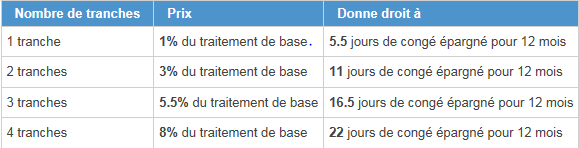 Nombre de tranches Prix Donne droit à
1 tranche 1% du traitement de base. 5.5 jours de congé épargné pour 12 mois
2 tranches 3% du traitement de base 11 jours de congé épargné pour 12 mois
3 tranches 5.5% du traitement de base 16.5 jours de congé épargné pour 12 mois
4 tranches 8% du traitement de base 22 jours de congé épargné pour 12 mois